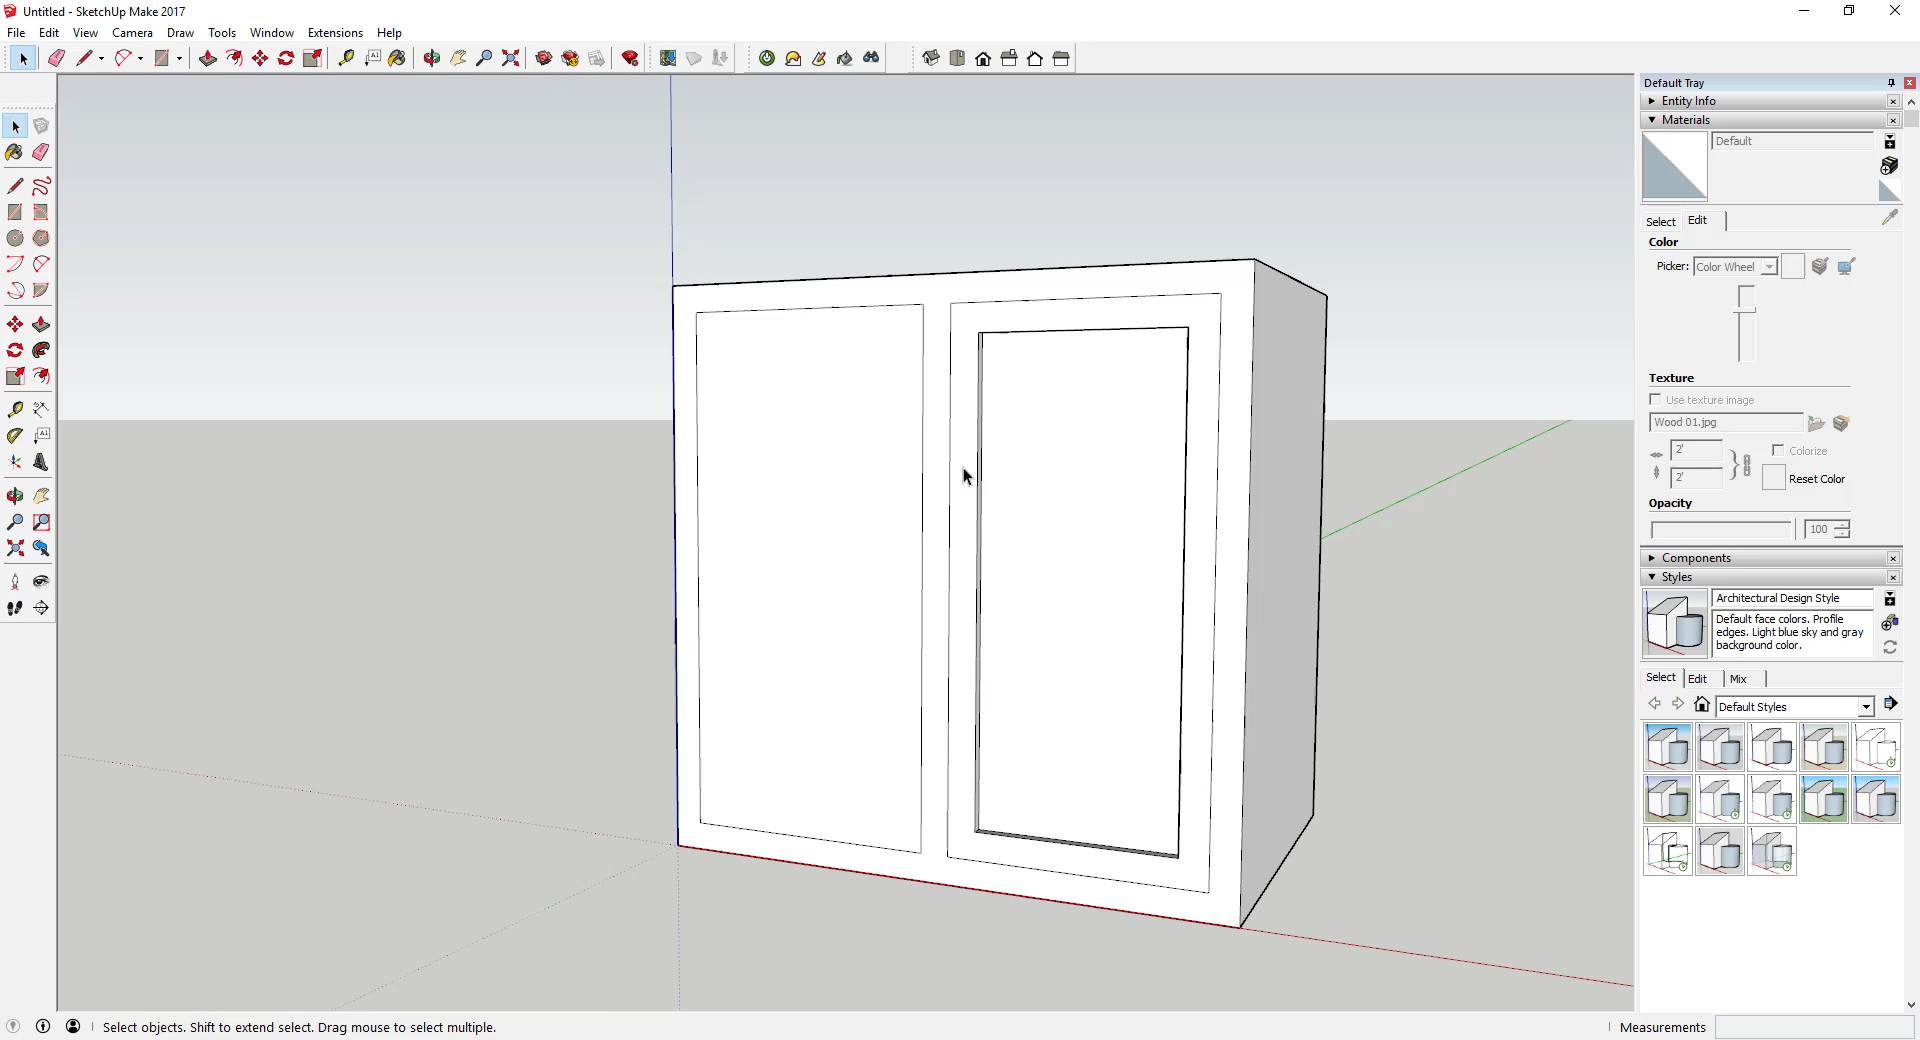 Untitled - SketchUp Make 2017
File Edit View Camera Draw Tools Window Extensions Help
Default Tray
Entity Info
Materials
Default
Select Edit
Color
Picker: Color Wheel
Texture
Use texture image
Wood 01.jpg
2' Colorize
2' Reset Color
Opacity
100
Components
Styles
Architectural Design Style
Default face colors. Profile
edges. Light blue sky and gray
background color.
Select Edit Mix
Default Styles
Select objects. Shift to extend select. Drag mouse to select multiple.
Measurements